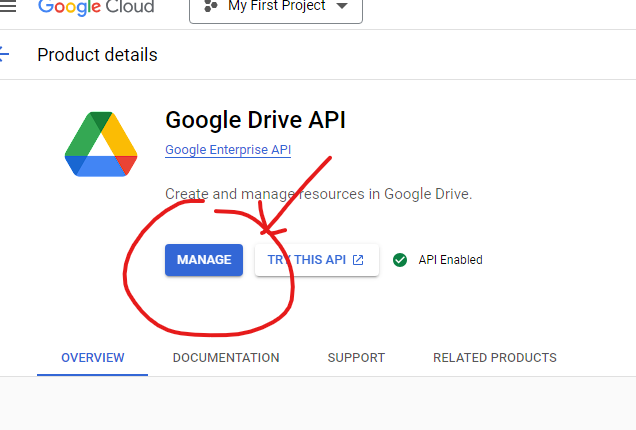 Google Cloud My First Project
Product details
Google Drive API
Google Enterprise API
Create and manage resources in Google Drive.
MANAGE TRY THIS API API Enabled
OVERVIEW DOCUMENTATION SUPPORT RELATED PRODUCTS